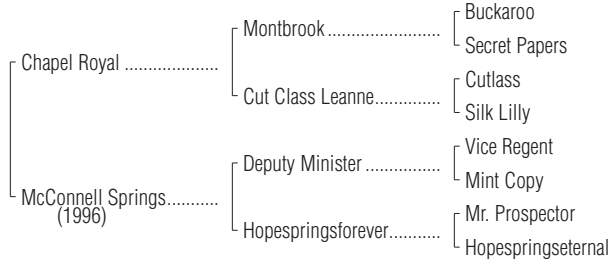 Buckaroo
Montbrook
Secret Papers
Chapel Royal
Cutlass
Cut Class Leanne
Silk Lilly
Vice Regent
Deputy Minister
Mint Copy
McConnell Springs
(1996)
Mr. Prospector
Hopespringsforever
Hopespringseternal